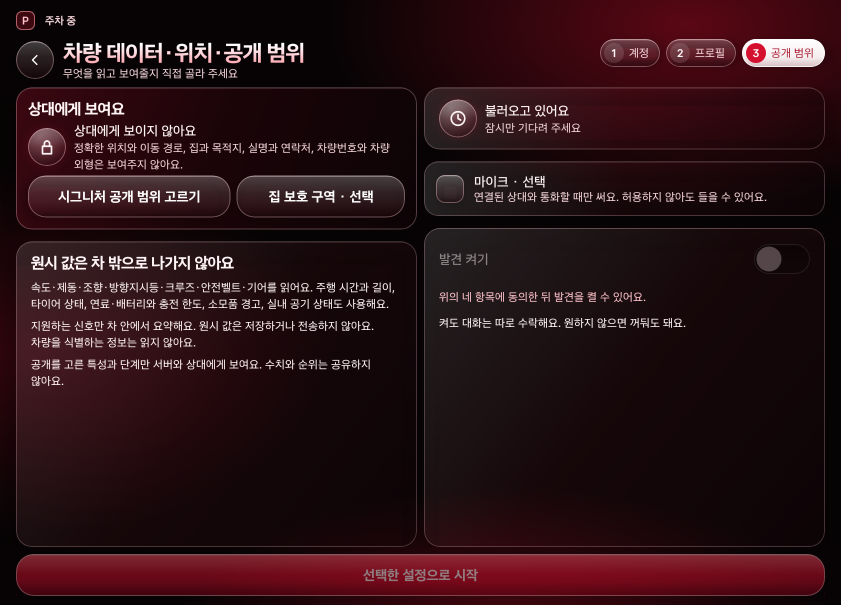 P 주차 중
차량 데이터·위치·공개 범위
무엇을 읽고 보여줄지 직접 골라 주세요
1 계정
2 프로필
3 공개 범위
상대에게 보여요
상대에게 보이지 않아요
정확한 위치와 이동 경로, 집과 목적지, 실명과 연락처, 차량번호와 차량
외형은 보여주지 않아요.
시그니처 공개 범위 고르기
집 보호 구역 · 선택
원시 값은 차 밖으로 나가지 않아요
속도·제동·조향·방향지시등·크루즈·안전벨트·기어를 읽어요. 주행 시간과 길이,
타이어 상태, 연료·배터리와 충전 한도, 소모품 경고, 실내 공기 상태도 사용해요.
지원하는 신호만 차 안에서 요약해요. 원시 값은 저장하거나 전송하지 않아요.
차량을 식별하는 정보는 읽지 않아요.
공개를 고른 특성과 단계만 서버와 상대에게 보여요. 수치와 순위는 공유하지
않아요.
불러오고 있어요
잠시만 기다려 주세요
마이크 · 선택
연결된 상대와 통화할 때만 써요. 허용하지 않아도 들을 수 있어요.
발견 켜기
위의 네 항목에 동의한 뒤 발견을 켤 수 있어요.
켜도 대화는 따로 수락해요. 원하지 않으면 꺼둬도 돼요.
선택한 설정으로 시작